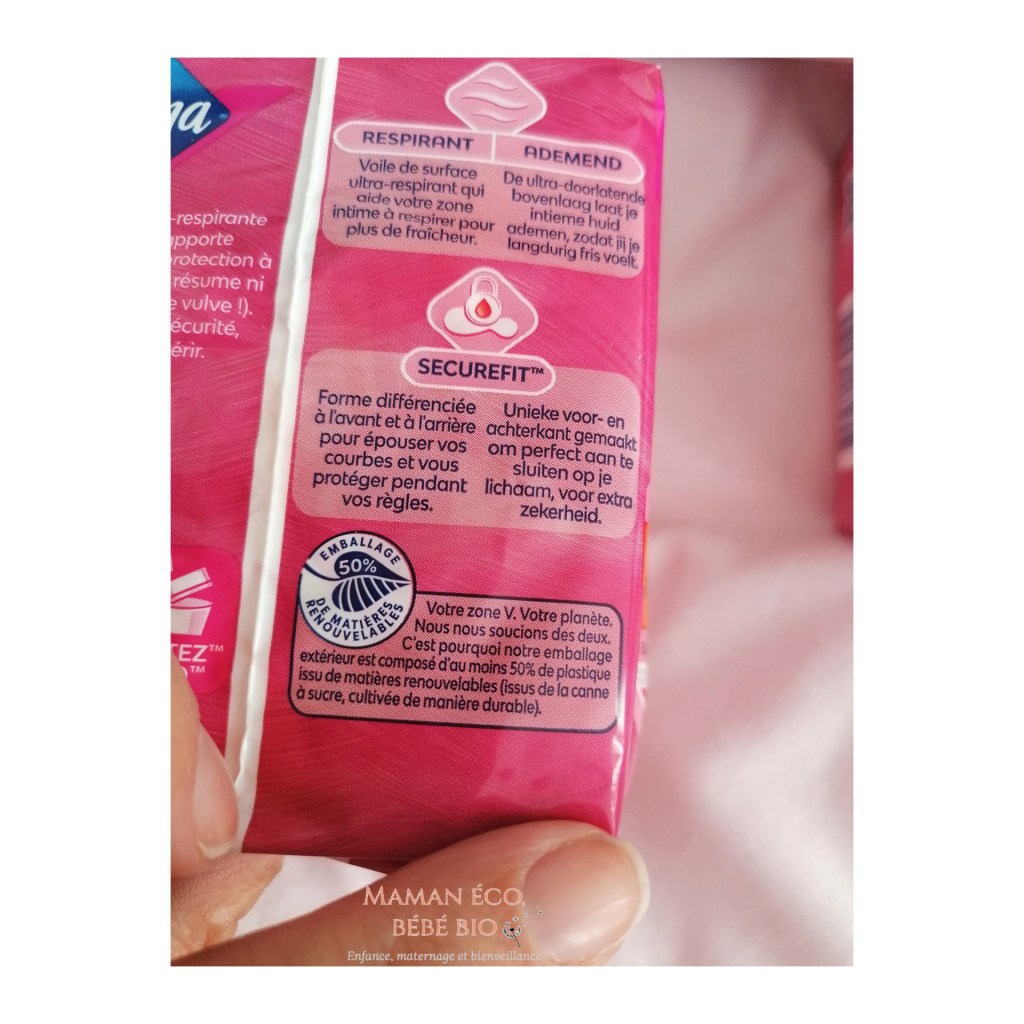 -respirante
protection à
résume ni
vulve !).
érir.
RESPIRANT
Voile de surface
ultra-respirant qui
aide votre zone
intime à respirer pour
plus de fraîcheur.
ADEMEND
De ultra-doorlatende
bovenlaag laat je
intieme huid
ademen, zodat jij je
langdurig fris voelt.
SECUREFIT™
Forme différenciée
à l'avant et à l'arrière
pour épouser vos
courbes et vous
protéger pendant
vos règles.
Unieke voor- en
achterkant gemaakt
om perfect aan te
sluiten op je
lichaam, voor extra
zekerheid.
EMBALLAGE
50%
DE MATIÈRES
RENOUVELABLES
Votre zone V. Votre planète.
Nous nous soucions des deux.
C'est pourquoi notre emballage
extérieur est composé d'au moins 50% de plastique
issu de matières renouvelables (issus de la canne
à sucre, cultivée de manière durable).
MAMAN ÉCO,
BÉBÉ BIO
Enfance, maternage et bienveillance